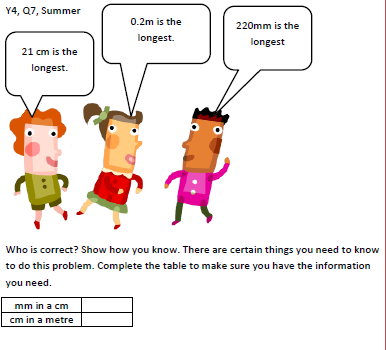 Y4, Q7, Summer
21 cm is the
longest.
0.2m is the
longest.
220mm is the
longest
Who is correct? Show how you know. There are certain things you need to know
to do this problem. Complete the table to make sure you have the information
you need.
mm in a cm
cm in a metre